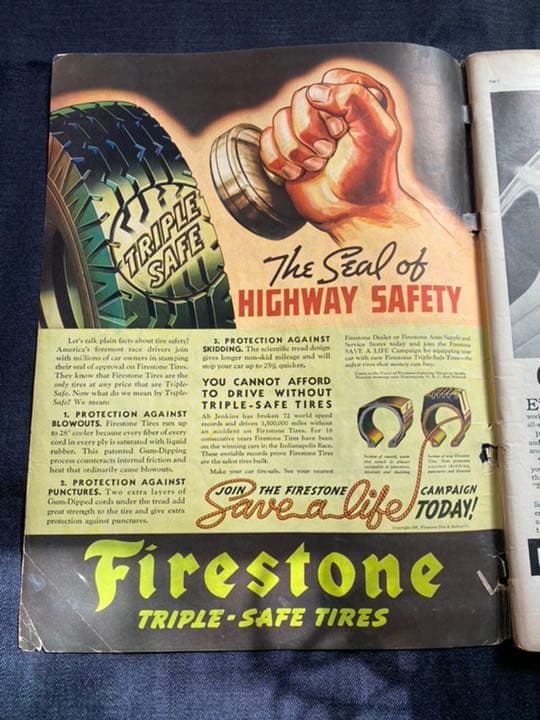 TRIPLE
SAFE
The Seal of
HIGHWAY SAFETY
Let's talk plain facts about tire safety!
America's foremost race drivers join
with millions of car owners in stamping
their seal of approval on Firestone Tires.
They know that Firestone Tires are the
only tires at any price that are Triple-
Safe. Now what do we mean by Triple-
Safe? We mean:
1. PROTECTION AGAINST
BLOWOUTS. Firestone Tires run up
to 28° cooler because every fiber of every
cord in every ply is saturated with liquid
rubber. This patented Gum-Dipping
process counteracts internal friction and
heat that ordinarily cause blowouts.
2. PROTECTION AGAINST
PUNCTURES. Two extra layers of
Gum-Dipped cords under the tread add
great strength to the tire and give extra
protection against punctures.
3. PROTECTION AGAINST
SKIDDING. The scientific tread design
gives longer non-skid mileage and will
stop your car up to 25% quicker.
YOU CANNOT AFFORD
TO DRIVE WITHOUT
TRIPLE-SAFE TIRES
Ab Jenkins has broken 72 world speed
records and driven 1,500,000 miles without
an accident on Firestone Tires. For 18
consecutive years Firestone Tires have been
on the winning cars in the Indianapolis Race.
These enviable records prove Firestone Tires
are the safest tires built.
Make your car tire-safe. See your nearest
Firestone Dealer or Firestone Auto Supply and
Service Stores today and join the Firestone
SAVE A LIFE Campaign by equipping your
car with new Firestone Triple-Safe Tires—the
safest tires that money can buy.
JOIN THE FIRESTONE
Save a life
CAMPAIGN
TODAY!
Firestone
TRIPLE-SAFE TIRES